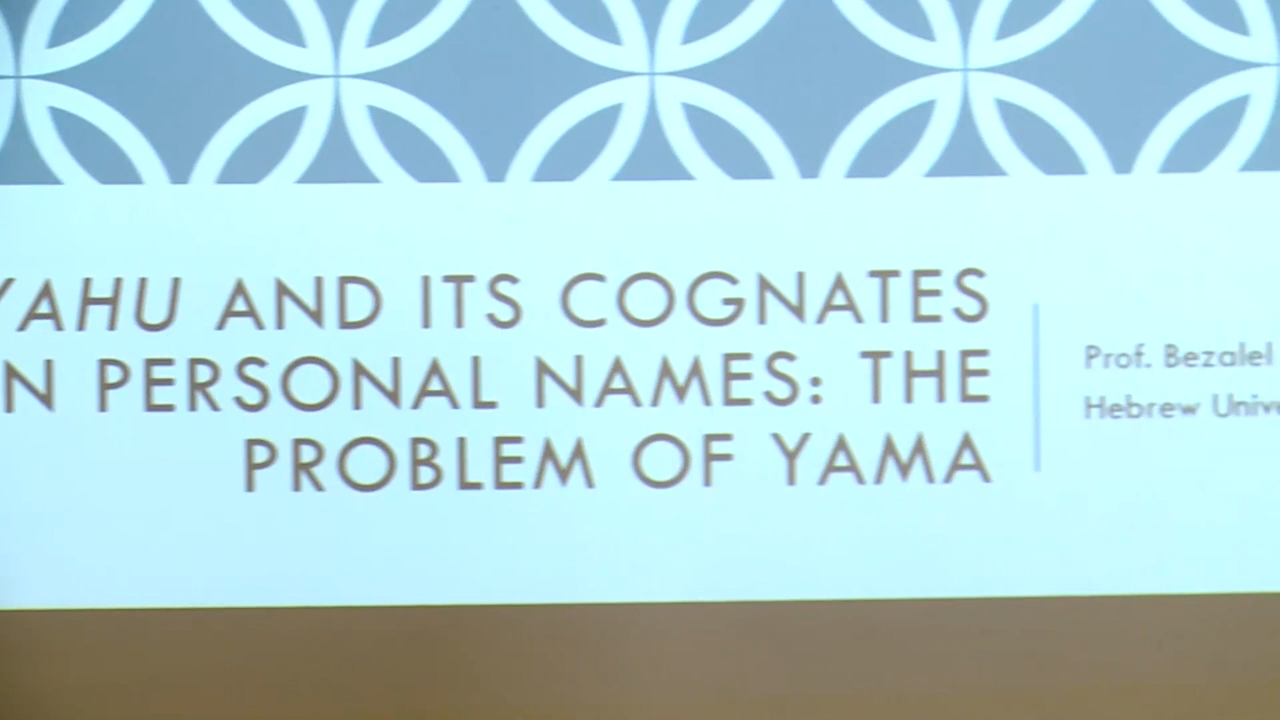 YAHU AND ITS COGNATES
N PERSONAL NAMES: THE
PROBLEM OF YAMA
Prof. Bezalel
Hebrew Univ